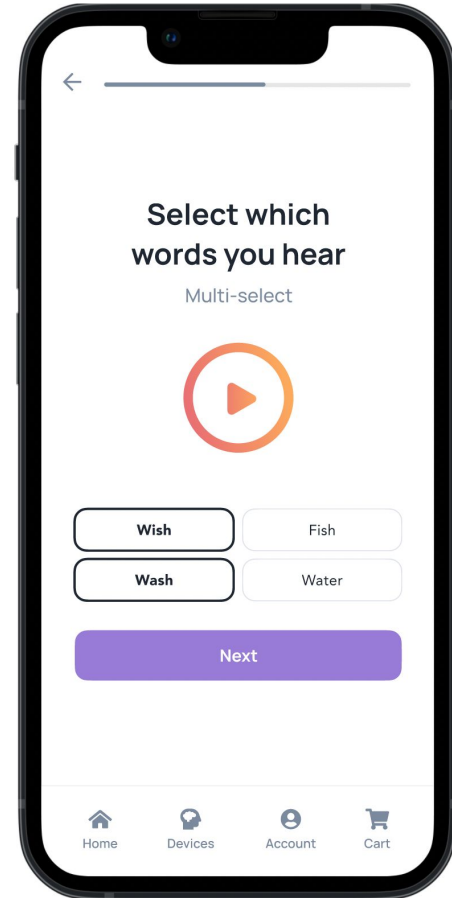 Select which
words you hear
Multi-select
Wish
Fish
Wash
Water
Next
Home
Devices
Account
Cart